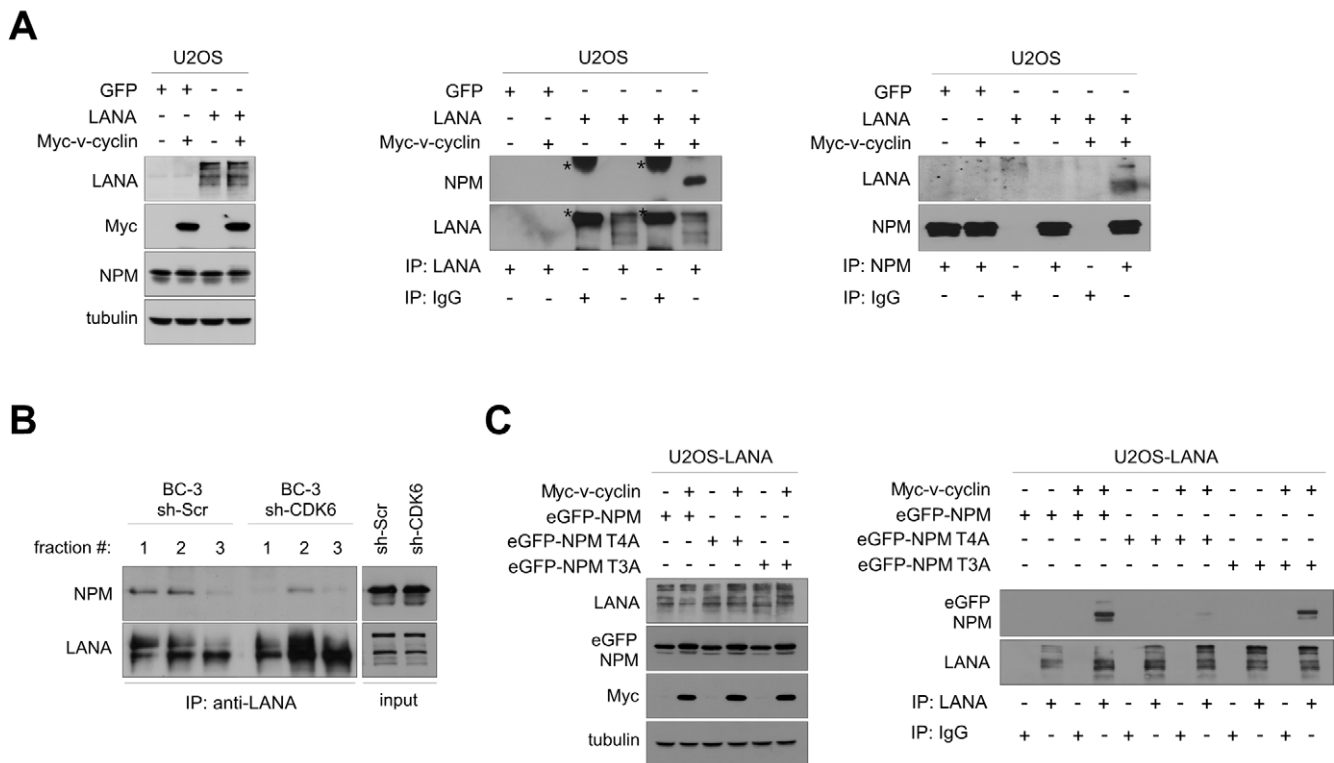 A
U2OS
GFP + + - -
LANA - - + +
Myc-v-cyclin - + - +
LANA
Myc
NPM
tubulin
U2OS
GFP + + - - - -
LANA - - + + + +
Myc-v-cyclin - + - - + +
NPM * *
LANA * *
IP: LANA + + - + - +
IP: IgG - - + - + -
U2OS
GFP + + - - - -
LANA - - + + + +
Myc-v-cyclin - + - - + +
LANA
NPM
IP: NPM + + - + - +
IP: IgG - - + - + -
B
BC-3 sh-Scr
BC-3 sh-CDK6
sh-Scr
sh-CDK6
fraction #: 1 2 3 1 2 3
NPM
LANA
IP: anti-LANA
input
C
U2OS-LANA
Myc-v-cyclin - + - + - +
eGFP-NPM + + - - - -
eGFP-NPM T4A - - + + - -
eGFP-NPM T3A - - - - + +
LANA
eGFP
NPM
Myc
tubulin
U2OS-LANA
Myc-v-cyclin - - + + - - + + - - + +
eGFP-NPM + + + + - - - - - - - -
eGFP-NPM T4A - - - - + + + + - - - -
eGFP-NPM T3A - - - - - - - - + + + +
eGFP
NPM
LANA
IP: LANA - + - + - + - + - + - +
IP: IgG + - + - + - + - + - + -